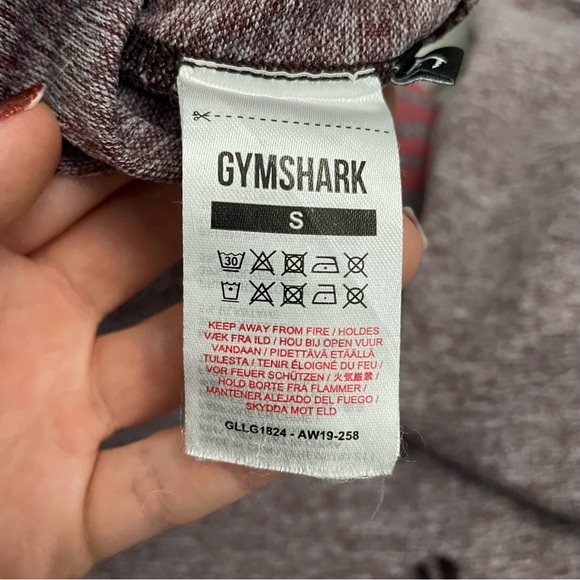 GYMSHARK
S
30
KEEP AWAY FROM FIRE / HOLDES
VÆK FRA ILD / HOU BIJ OPEN VUUR
VANDAAN / PIDETTÄVÄ ETÄÄLLÄ
TULESTA / TENIR ÉLOIGNÉ DU FEU /
VOR FEUER SCHÜTZEN / 火気厳禁 /
HOLD BORTE FRA FLAMMER /
MANTENER ALEJADO DEL FUEGO /
SKYDDA MOT ELD
GLLG1824 - AW19-258